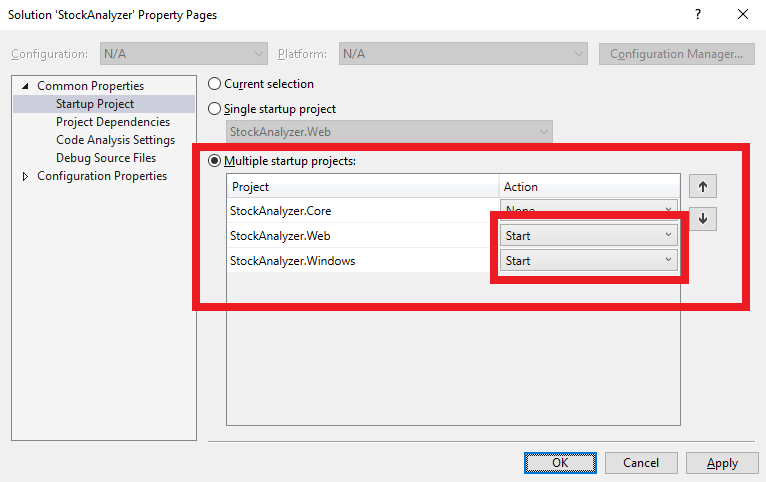 Solution 'StockAnalyzer' Property Pages
? ×
Configuration: N/A Platform: N/A Configuration Manager...
Common Properties
Startup Project
Project Dependencies
Code Analysis Settings
Debug Source Files
Configuration Properties
Current selection
Single startup project
StockAnalyzer.Web
Multiple startup projects:
Project Action
StockAnalyzer.Core None
StockAnalyzer.Web Start
StockAnalyzer.Windows Start
OK Cancel Apply